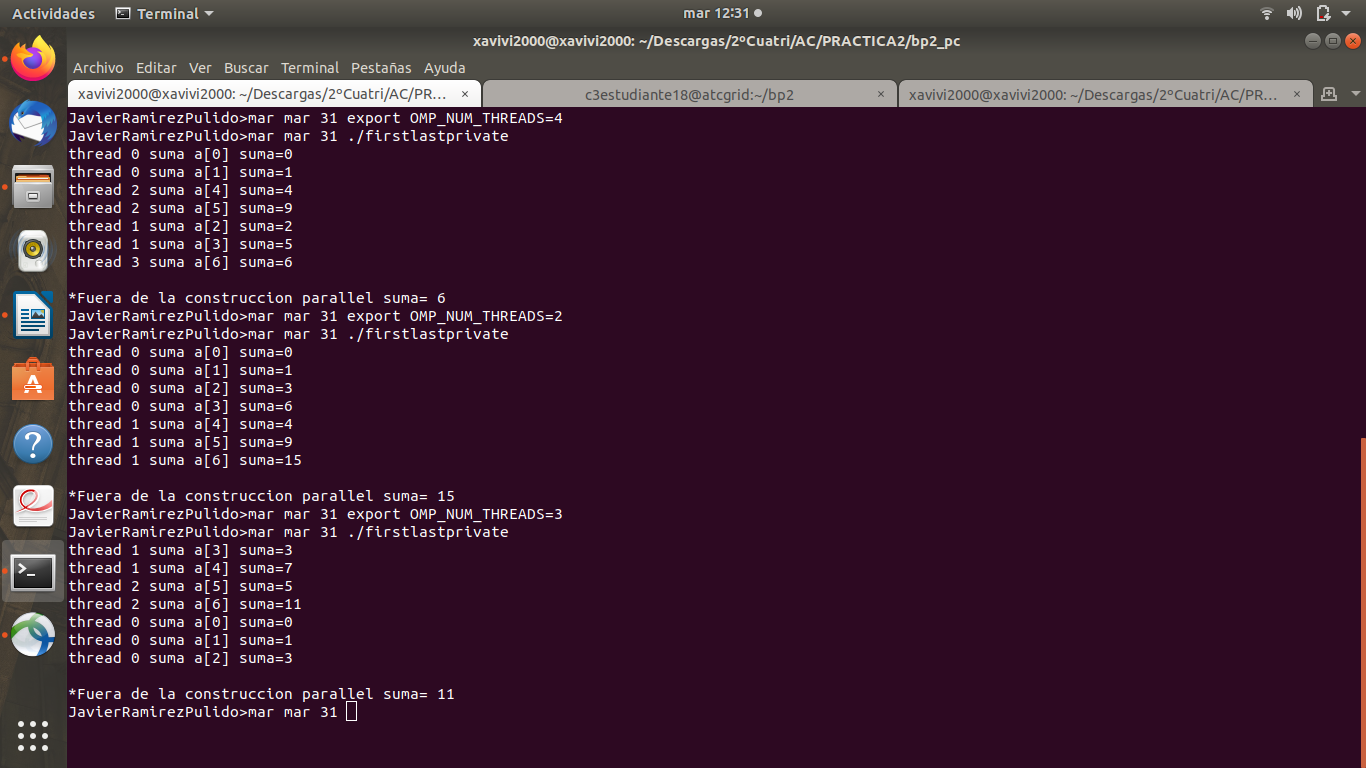 Actividades Terminal mar 12:31
xavivi2000@xavivi2000: ~/Descargas/2ºCuatri/AC/PRACTICA2/bp2_pc
Archivo Editar Ver Buscar Terminal Pestañas Ayuda
xavivi2000@xavivi2000: ~/Descargas/2ºCuatri/AC/PR... × c3estudiante18@atcgrid:~/bp2 × xavivi2000@xavivi2000: ~/Descargas/2ºCuatri/AC/PR... ×
JavierRamirezPulido>mar mar 31 export OMP_NUM_THREADS=4
JavierRamirezPulido>mar mar 31 ./firstlastprivate
thread 0 suma a[0] suma=0
thread 0 suma a[1] suma=1
thread 2 suma a[4] suma=4
thread 2 suma a[5] suma=9
thread 1 suma a[2] suma=2
thread 1 suma a[3] suma=5
thread 3 suma a[6] suma=6
*Fuera de la construccion parallel suma= 6
JavierRamirezPulido>mar mar 31 export OMP_NUM_THREADS=2
JavierRamirezPulido>mar mar 31 ./firstlastprivate
thread 0 suma a[0] suma=0
thread 0 suma a[1] suma=1
thread 0 suma a[2] suma=3
thread 0 suma a[3] suma=6
thread 1 suma a[4] suma=4
thread 1 suma a[5] suma=9
thread 1 suma a[6] suma=15
*Fuera de la construccion parallel suma= 15
JavierRamirezPulido>mar mar 31 export OMP_NUM_THREADS=3
JavierRamirezPulido>mar mar 31 ./firstlastprivate
thread 1 suma a[3] suma=3
thread 1 suma a[4] suma=7
thread 2 suma a[5] suma=5
thread 2 suma a[6] suma=11
thread 0 suma a[0] suma=0
thread 0 suma a[1] suma=1
thread 0 suma a[2] suma=3
*Fuera de la construccion parallel suma= 11
JavierRamirezPulido>mar mar 31